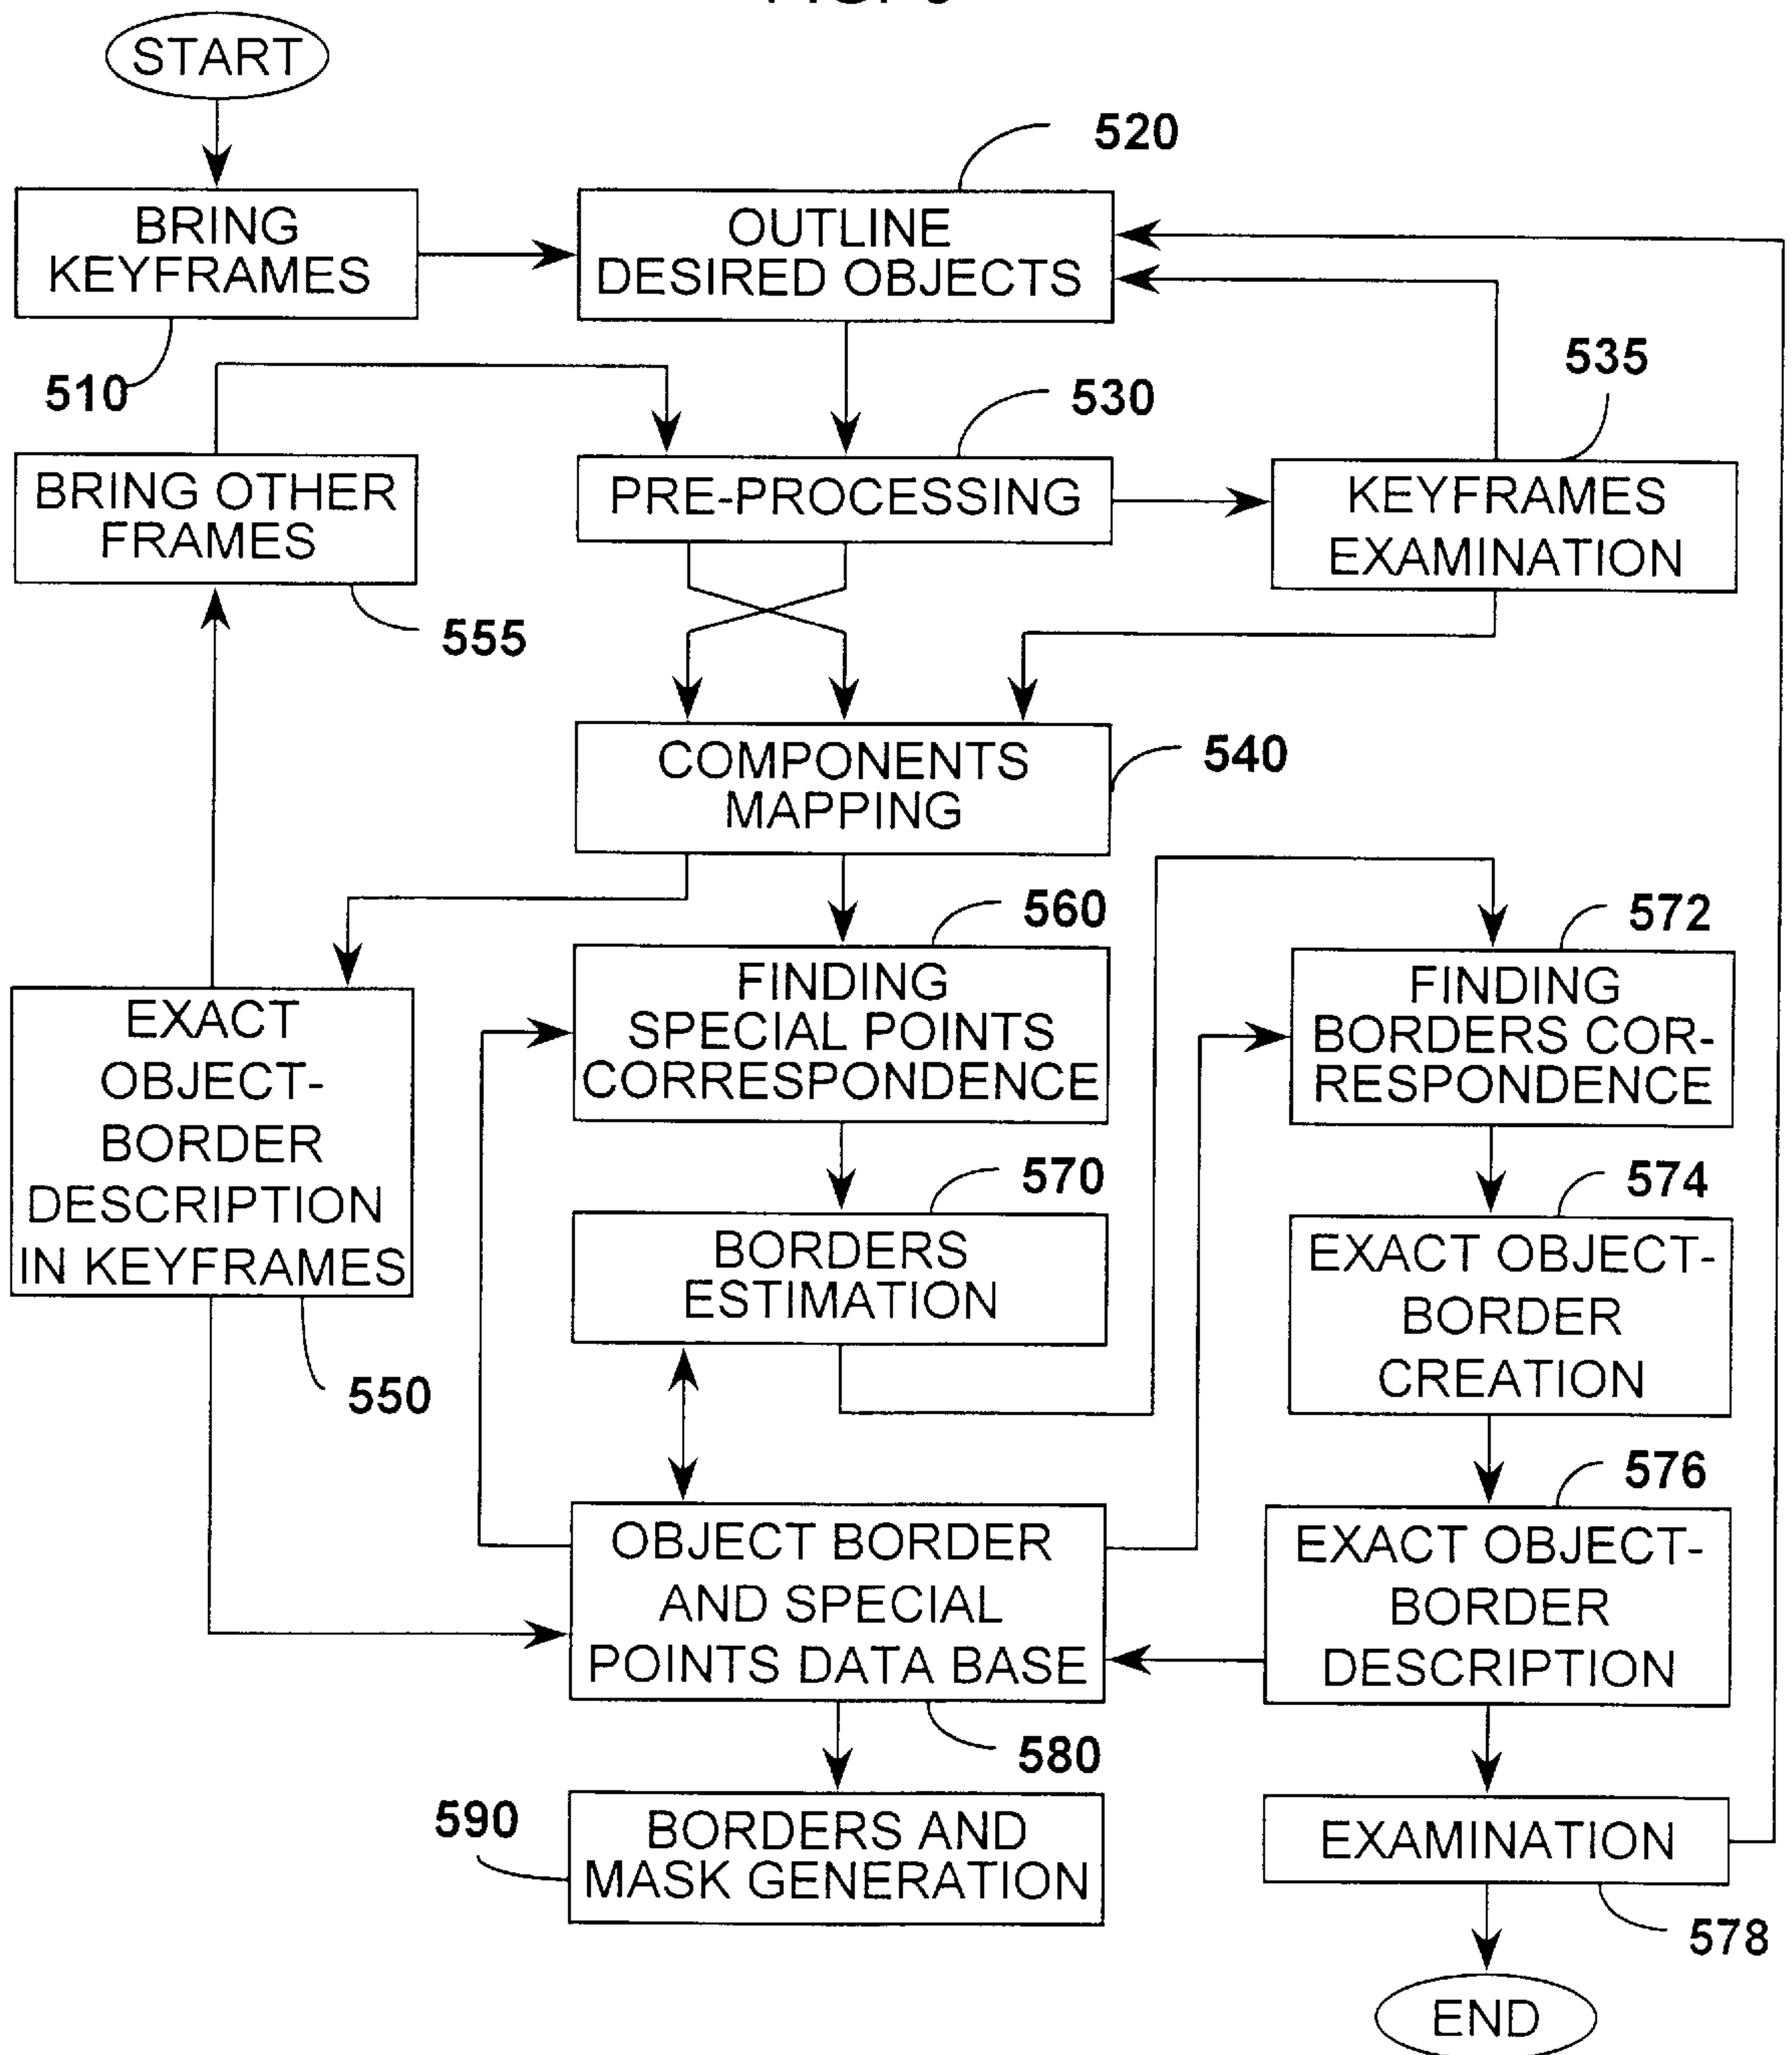 START
520
BRING
KEYFRAMES
OUTLINE
DESIRED OBJECTS
510
530
535
BRING OTHER
FRAMES
PRE-PROCESSING
KEYFRAMES
EXAMINATION
555
COMPONENTS
MAPPING
540
560
572
EXACT
OBJECT-
BORDER
DESCRIPTION
IN KEYFRAMES
FINDING
SPECIAL POINTS
CORRESPONDENCE
FINDING
BORDERS COR-
RESPONDENCE
570
574
BORDERS
ESTIMATION
EXACT OBJECT-
BORDER
CREATION
550
576
OBJECT BORDER
AND SPECIAL
POINTS DATA BASE
EXACT OBJECT-
BORDER
DESCRIPTION
580
590
BORDERS AND
MASK GENERATION
EXAMINATION
578
END